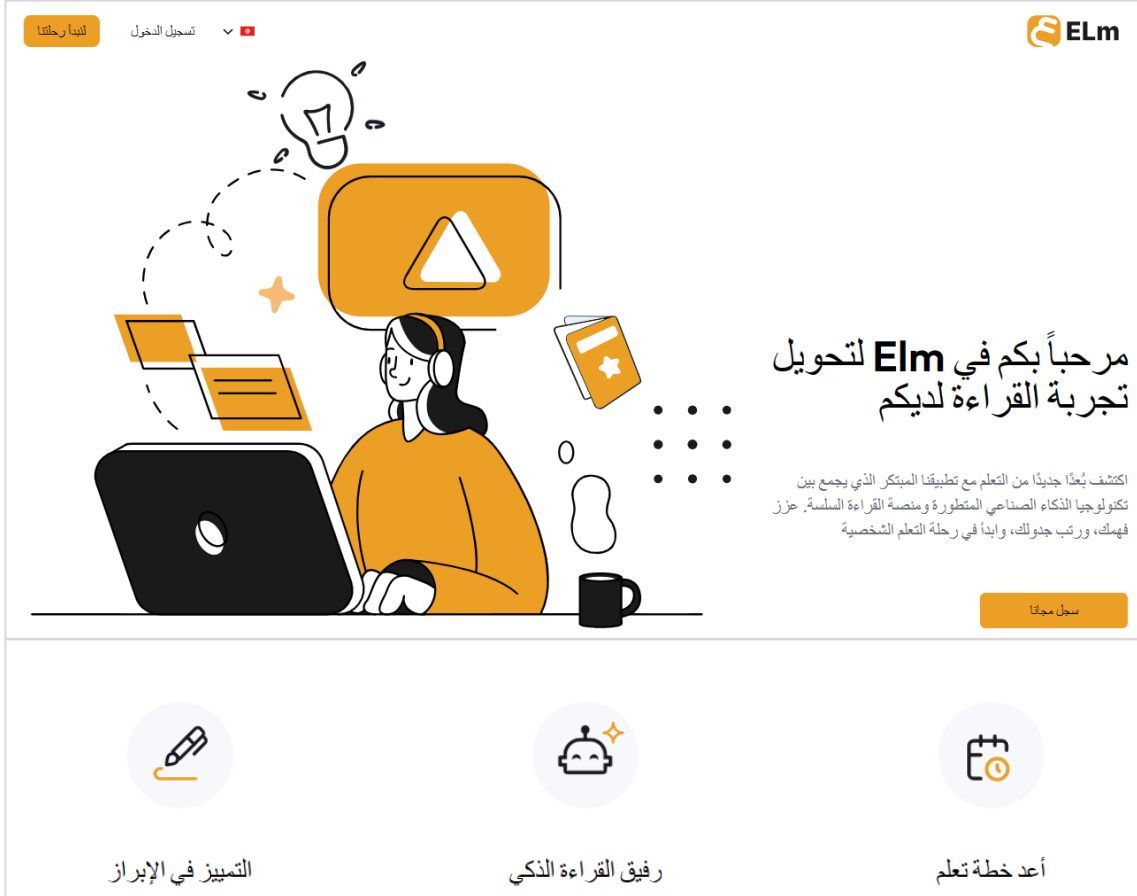 ELm
تسجيل الدخول
لنبدأ رحلتنا
مرحباً بكم في Elm لتحويل
تجربة القراءة لديكم
اكتشف بُعدًا جديدًا من التعلم مع تطبيقنا المبتكر الذي يجمع بين
تكنولوجيا الذكاء الصناعي المتطورة ومنصة القراءة السلسة. عزز
فهمك، ورتب جدولك، وابدأ في رحلة التعلم الشخصية
سجل مجانا
أعد خطة تعلم
رفيق القراءة الذكي
التمييز في الإبراز